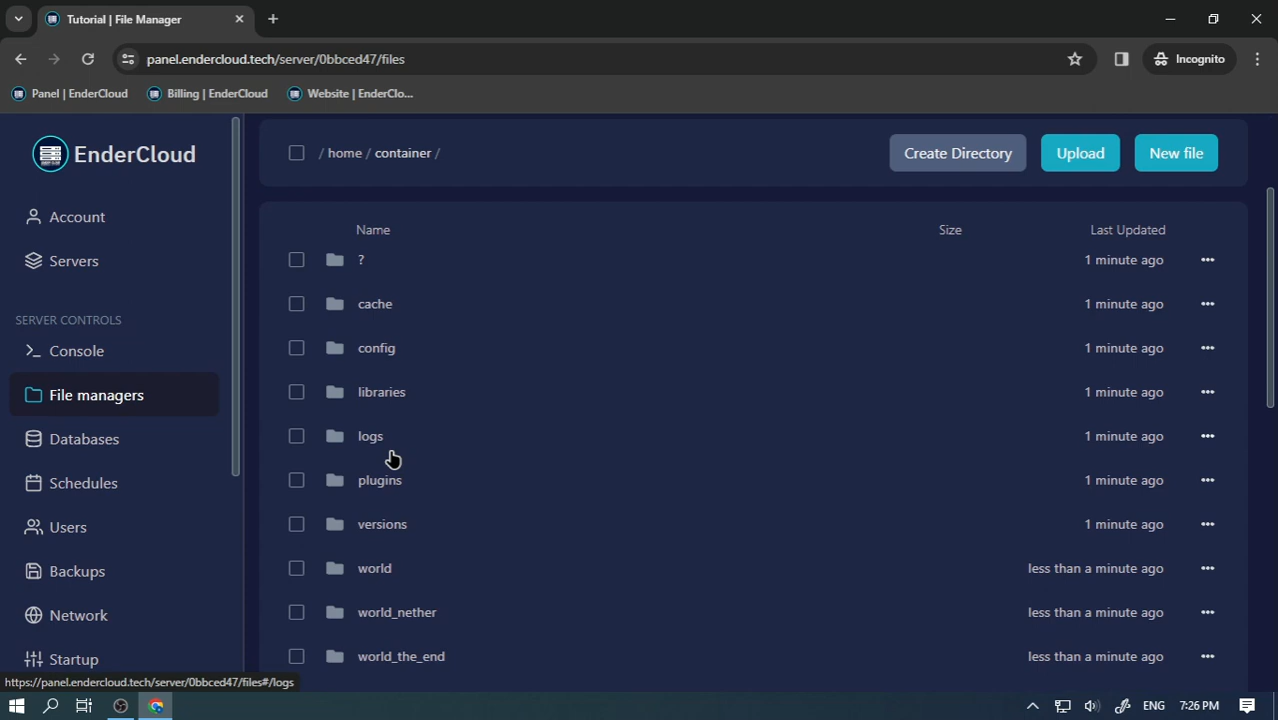 Tutorial | File Manager
panel.endercloud.tech/server/0bbced47/files
Incognito
Panel | EnderCloud
Billing | EnderCloud
Website | EnderClo...
EnderCloud
Account
Servers
SERVER CONTROLS
Console
File managers
Databases
Schedules
Users
Backups
Network
Startup
/ home / container /
Create Directory
Upload
New file
Name Size Last Updated
? 1 minute ago
cache 1 minute ago
config 1 minute ago
libraries 1 minute ago
logs 1 minute ago
plugins 1 minute ago
versions 1 minute ago
world less than a minute ago
world_nether less than a minute ago
world_the_end less than a minute ago
https://panel.endercloud.tech/server/0bbced47/files#/logs
ENG 7:26 PM